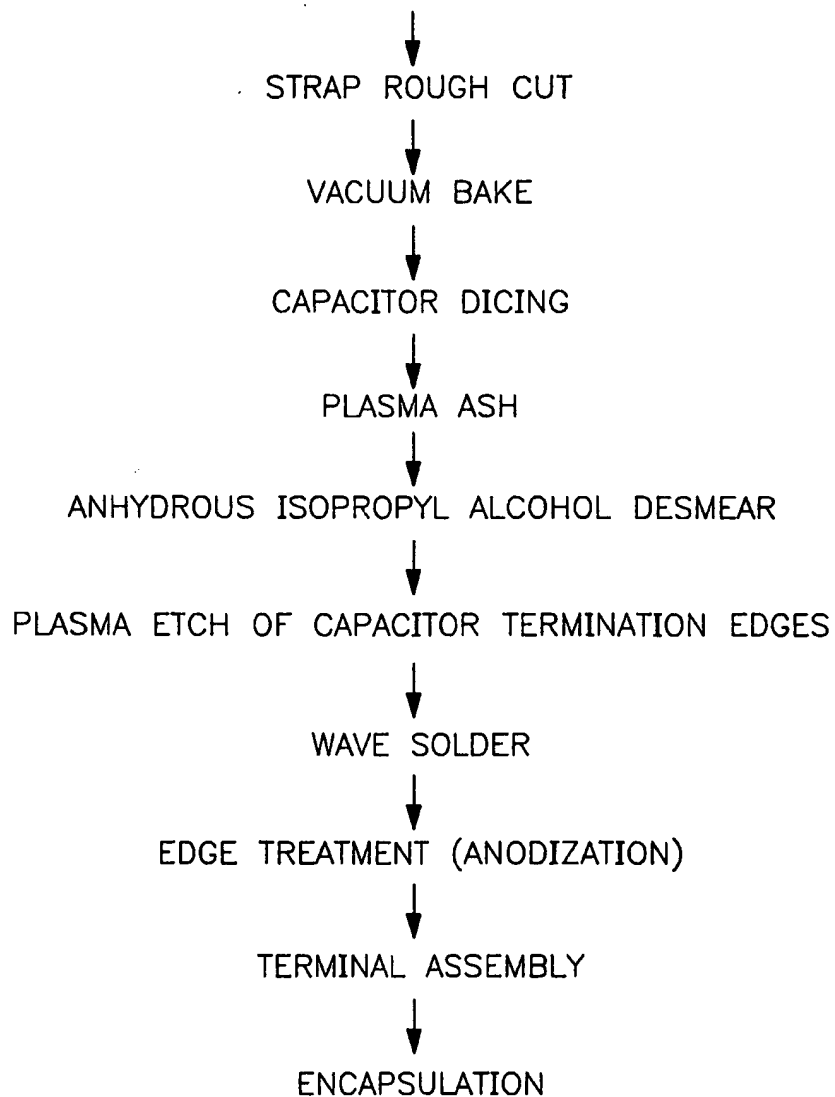 STRAP ROUGH CUT
VACUUM BAKE
CAPACITOR DICING
PLASMA ASH
ANHYDROUS ISOPROPYL ALCOHOL DESMEAR
PLASMA ETCH OF CAPACITOR TERMINATION EDGES
WAVE SOLDER
EDGE TREATMENT (ANODIZATION)
TERMINAL ASSEMBLY
ENCAPSULATION